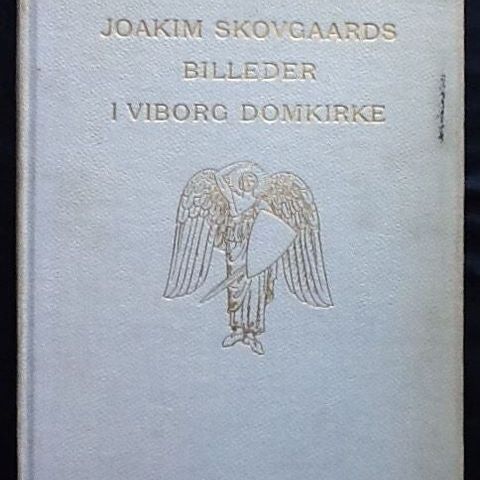 JOAKIM SKOVGAARDS
BILLEDER
I VIBORG DOMKIRKE